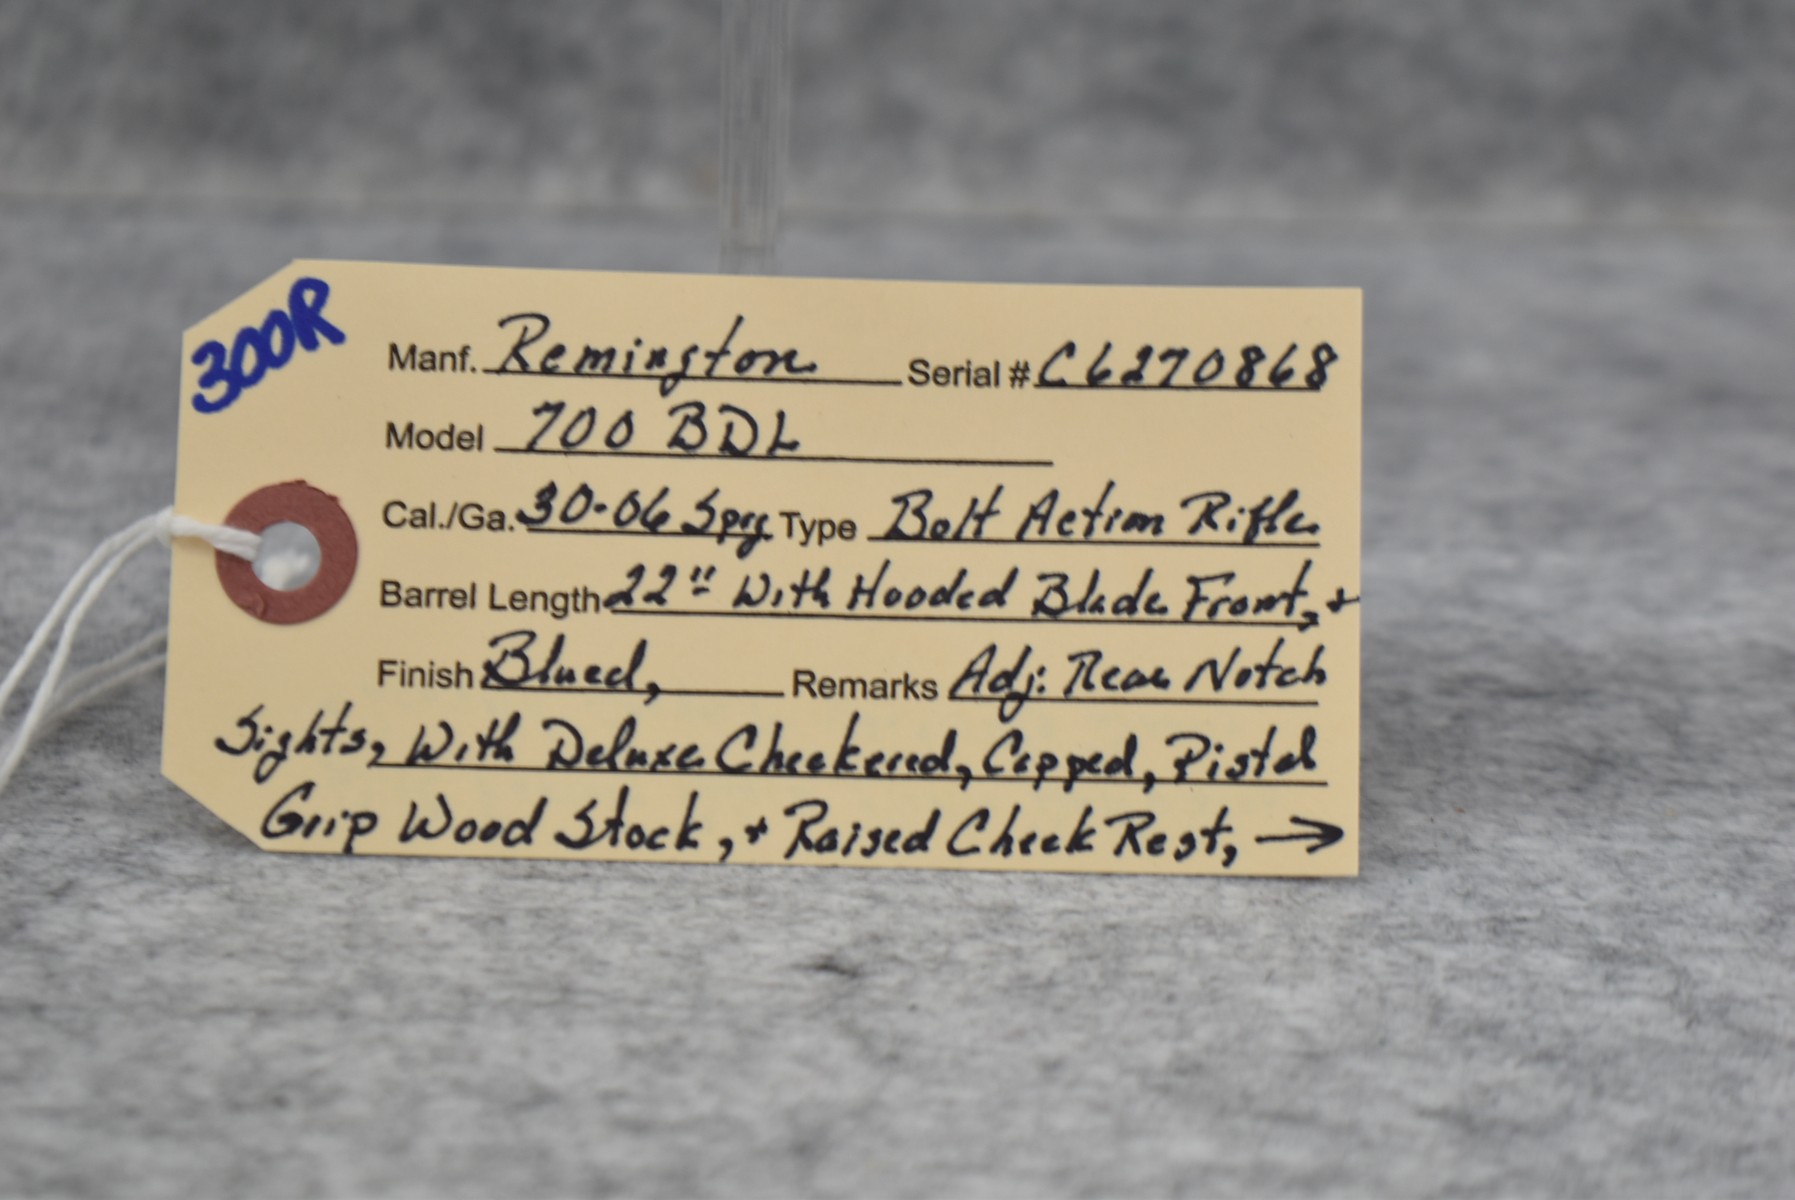 300R
Manf. Remington Serial # C6270868
Model 700 BDL
Cal./Ga. 30-06 Sprg Type Bolt Action Rifle
Barrel Length 22" With Hooded Blade Front, +
Finish Blued, Remarks Adj: Rear Notch
Sights, With Deluxe Checkered, Capped, Pistol
Grip Wood Stock, + Raised Cheek Rest, →